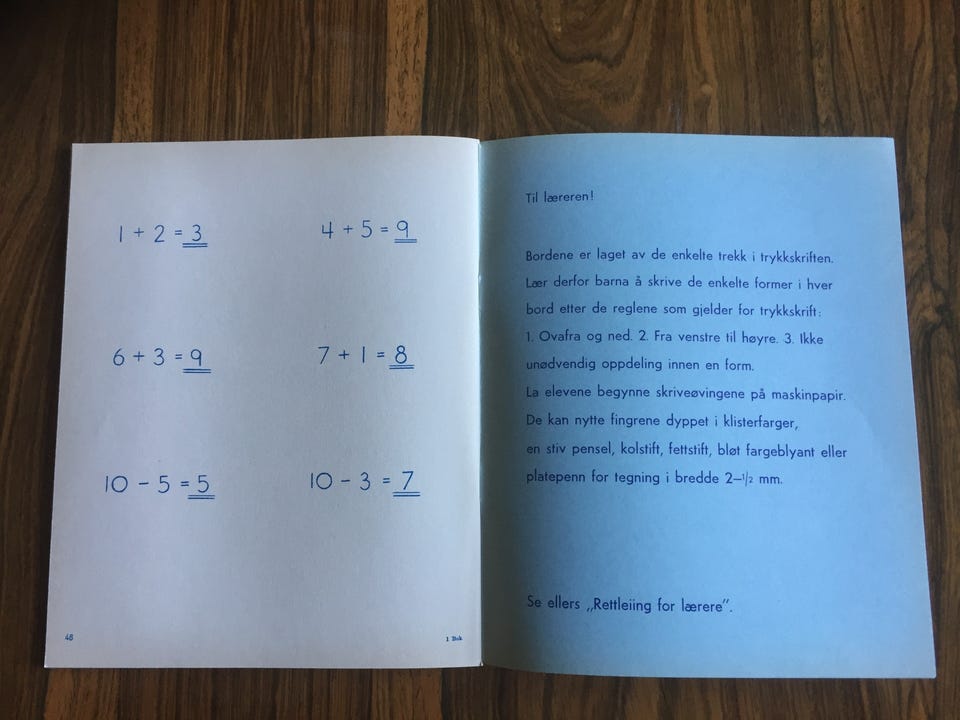 1 + 2 = 3
4 + 5 = 9
6 + 3 = 9
7 + 1 = 8
10 - 5 = 5
10 - 3 = 7
48
1 Bok
Til læreren!
Bordene er laget av de enkelte trekk i trykkskriften.
Lær derfor barna å skrive de enkelte former i hver
bord etter de reglene som gjelder for trykkskrift:
1. Ovafra og ned. 2. Fra venstre til høyre. 3. Ikke
unødvendig oppdeling innen en form.
La elevene begynne skriveøvingene på maskinpapir.
De kan nytte fingrene dyppet i klisterfarger,
en stiv pensel, kolstift, fettstift, bløt fargeblyant eller
platepenn for tegning i bredde 2–1/2 mm.
Se ellers „Rettleiing for lærere”.